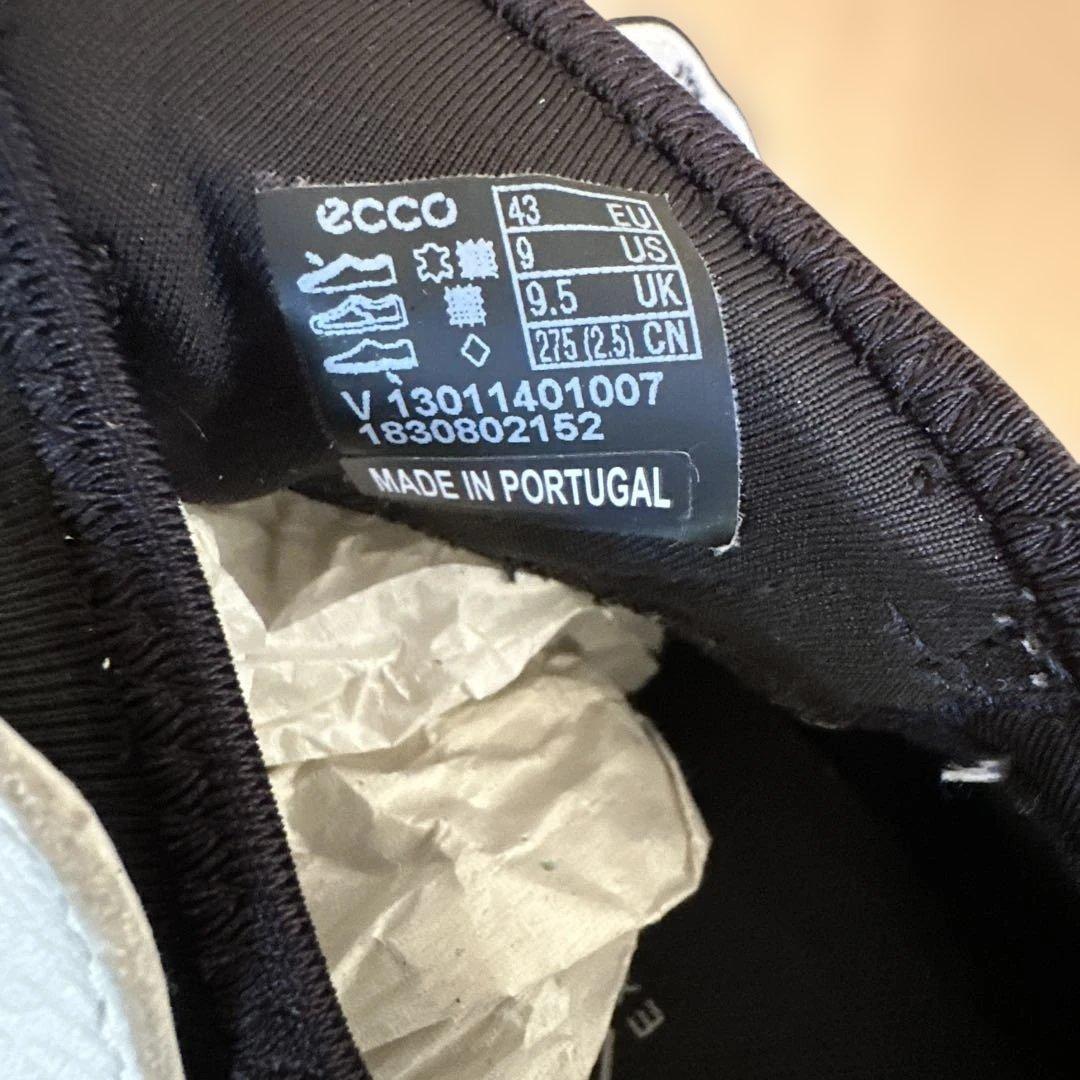 ecco
43 EU
9 US
9.5 UK
275 (2.5) CN
V 13011401007
1830802152
MADE IN PORTUGAL